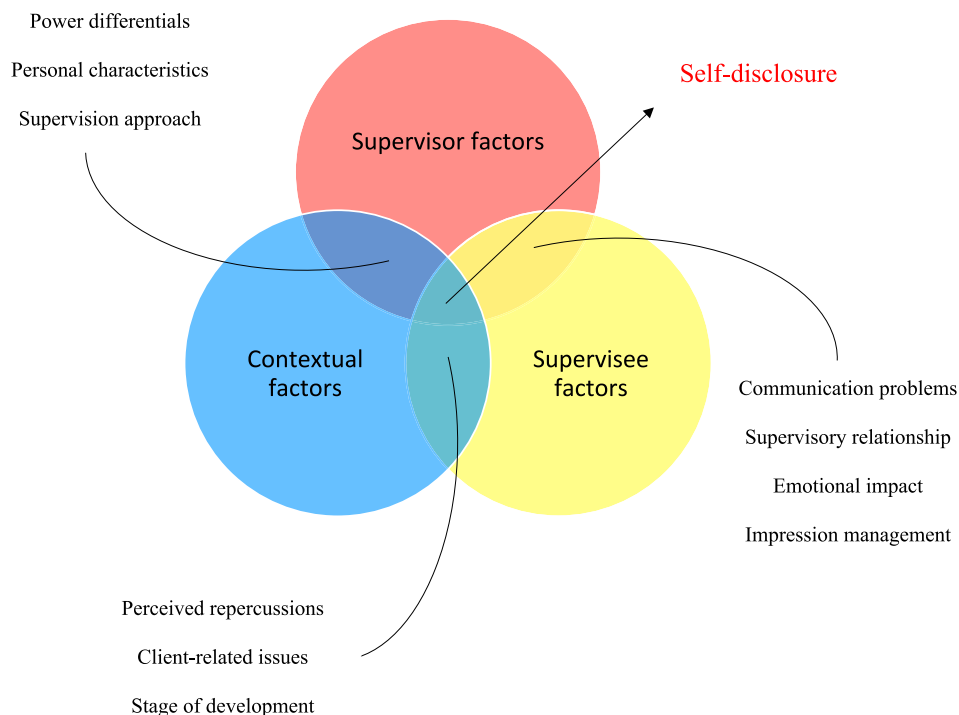 Power differentials
Personal characteristics
Supervision approach
Self-disclosure
Supervisor factors
Contextual
factors
Supervisee
factors
Communication problems
Supervisory relationship
Emotional impact
Impression management
Perceived repercussions
Client-related issues
Stage of development